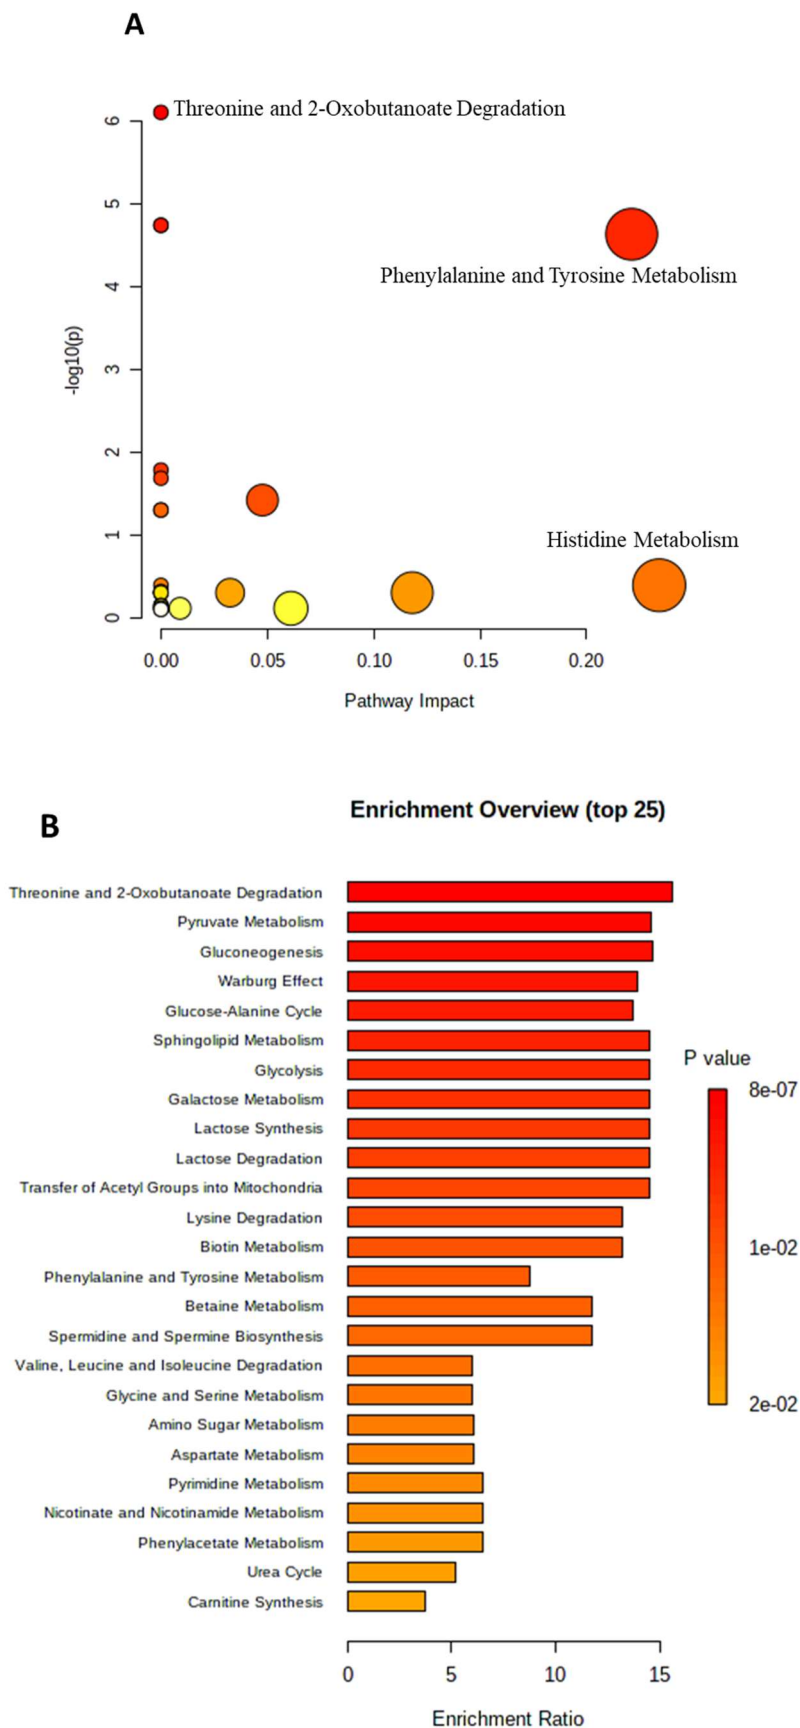 A
Threonine and 2-Oxobutanoate Degradation
6
5
Phenylalanine and Tyrosine Metabolism
4
-log10(p)
3
2
1
Histidine Metabolism
0
0.00 0.05 0.10 0.15 0.20
Pathway Impact
B
Enrichment Overview (top 25)
Threonine and 2-Oxobutanoate Degradation
Pyruvate Metabolism
Gluconeogenesis
Warburg Effect
Glucose-Alanine Cycle
Sphingolipid Metabolism
Glycolysis
Galactose Metabolism
Lactose Synthesis
Lactose Degradation
Transfer of Acetyl Groups into Mitochondria
Lysine Degradation
Biotin Metabolism
Phenylalanine and Tyrosine Metabolism
Betaine Metabolism
Spermidine and Spermine Biosynthesis
Valine, Leucine and Isoleucine Degradation
Glycine and Serine Metabolism
Amino Sugar Metabolism
Aspartate Metabolism
Pyrimidine Metabolism
Nicotinate and Nicotinamide Metabolism
Phenylacetate Metabolism
Urea Cycle
Carnitine Synthesis
P value
8e-07
1e-02
2e-02
0 5 10 15
Enrichment Ratio